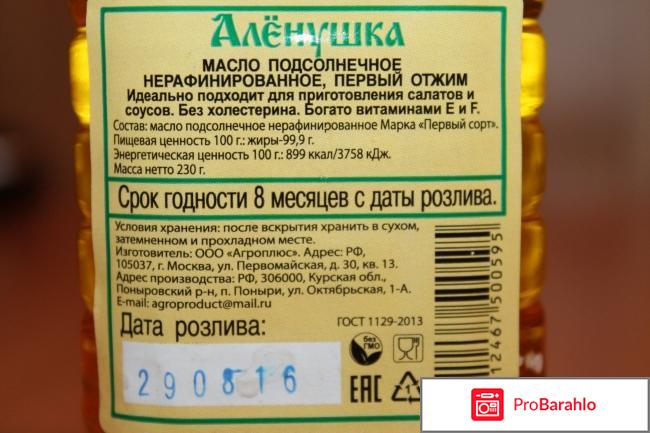 Алёнушка
МАСЛО ПОДСОЛНЕЧНОЕ
НЕРАФИНИРОВАННОЕ, ПЕРВЫЙ ОТЖИМ
Идеально подходит для приготовления салатов и
соусов. Без холестерина. Богато витаминами Е и F.
Состав: масло подсолнечное нерафинированное Марка «Первый сорт».
Пищевая ценность 100 г.: жиры-99,9 г.
Энергетическая ценность 100 г.: 899 ккал/3758 кДж.
Масса нетто 230 г.
Срок годности 8 месяцев с даты розлива.
Условия хранения: после вскрытия хранить в сухом,
затемненном и прохладном месте.
Изготовитель: ООО «Агроплюс». Адрес: РФ,
105037, г. Москва, ул. Первомайская, д. 30, кв. 13.
Адрес производства: РФ, 306000, Курская обл.,
Поныровский р-н, п. Поныри, ул. Октябрьская, 1-А.
E-mail: agroproduct@mail.ru
Дата розлива:
ГОСТ 1129-2013
без
ГМО
290816
ЕАС
12467500595
ProBarahlo